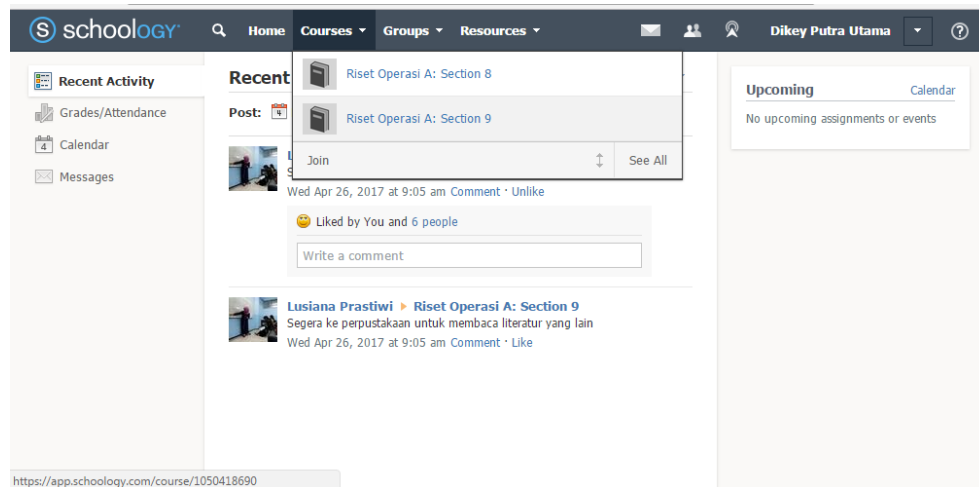 S schoology
Home Courses Groups Resources Dikey Putra Utama ?
Recent Activity
Grades/Attendance
4 Calendar
Messages
Recent
Post: 4
Riset Operasi A: Section 8
Riset Operasi A: Section 9
Join See All
L
S
Wed Apr 26, 2017 at 9:05 am Comment · Unlike
Liked by You and 6 people
Write a comment
Lusiana Prastiwi Riset Operasi A: Section 9
Segera ke perpustakaan untuk membaca literatur yang lain
Wed Apr 26, 2017 at 9:05 am Comment · Like
Upcoming Calendar
No upcoming assignments or events
https://app.schoology.com/course/1050418690